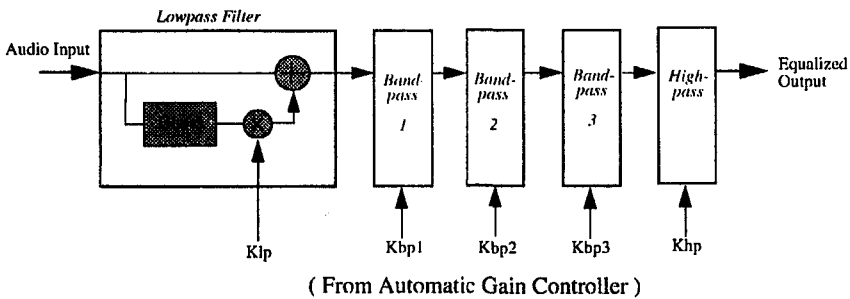 Lowpass Filter
Audio Input
Band-
pass
1
Band-
pass
2
Band-
pass
3
High-
pass
Equalized
Output
+
Klp
Kbp1
Kbp2
Kbp3
Khp
( From Automatic Gain Controller )